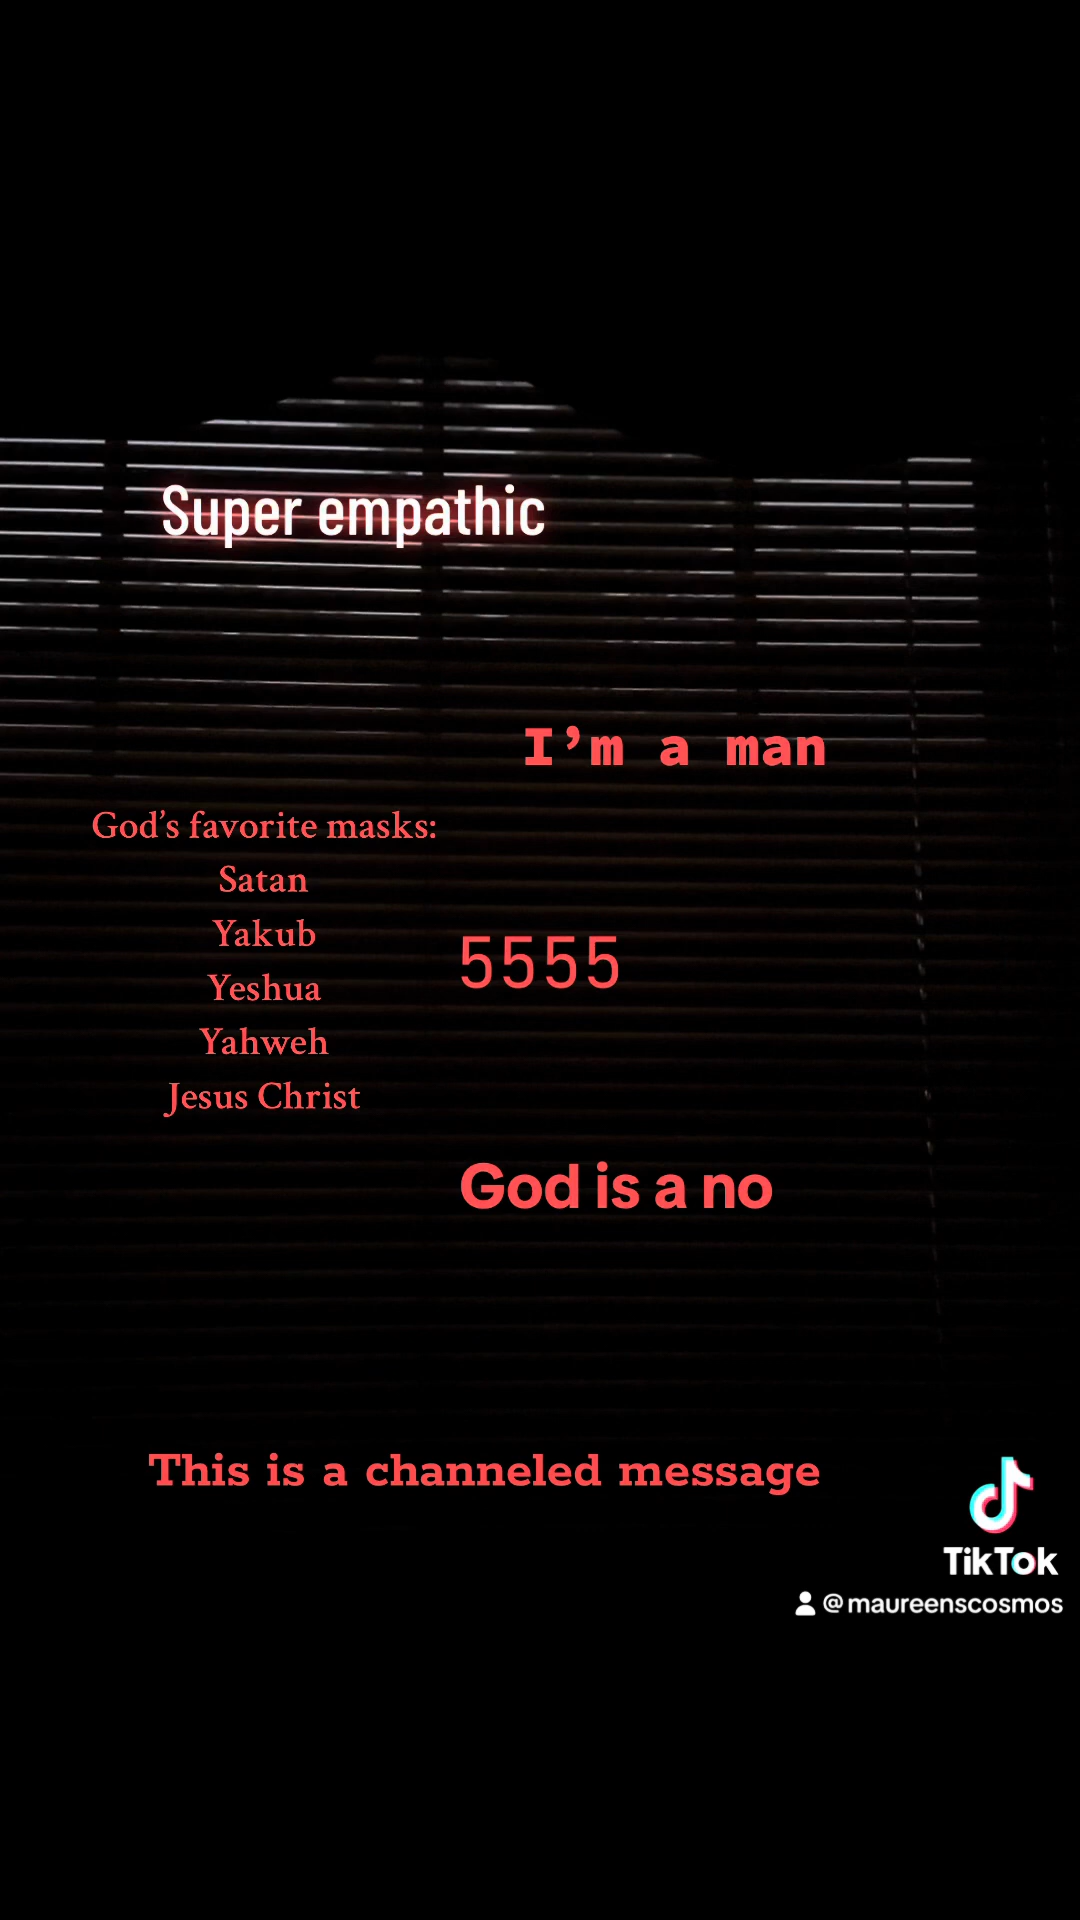 Super empathic
I’m a man
God’s favorite masks:
Satan
Yakub
Yeshua
Yahweh
Jesus Christ
5555
God is a no
This is a channeled message
TikTok
@maureenscosmos